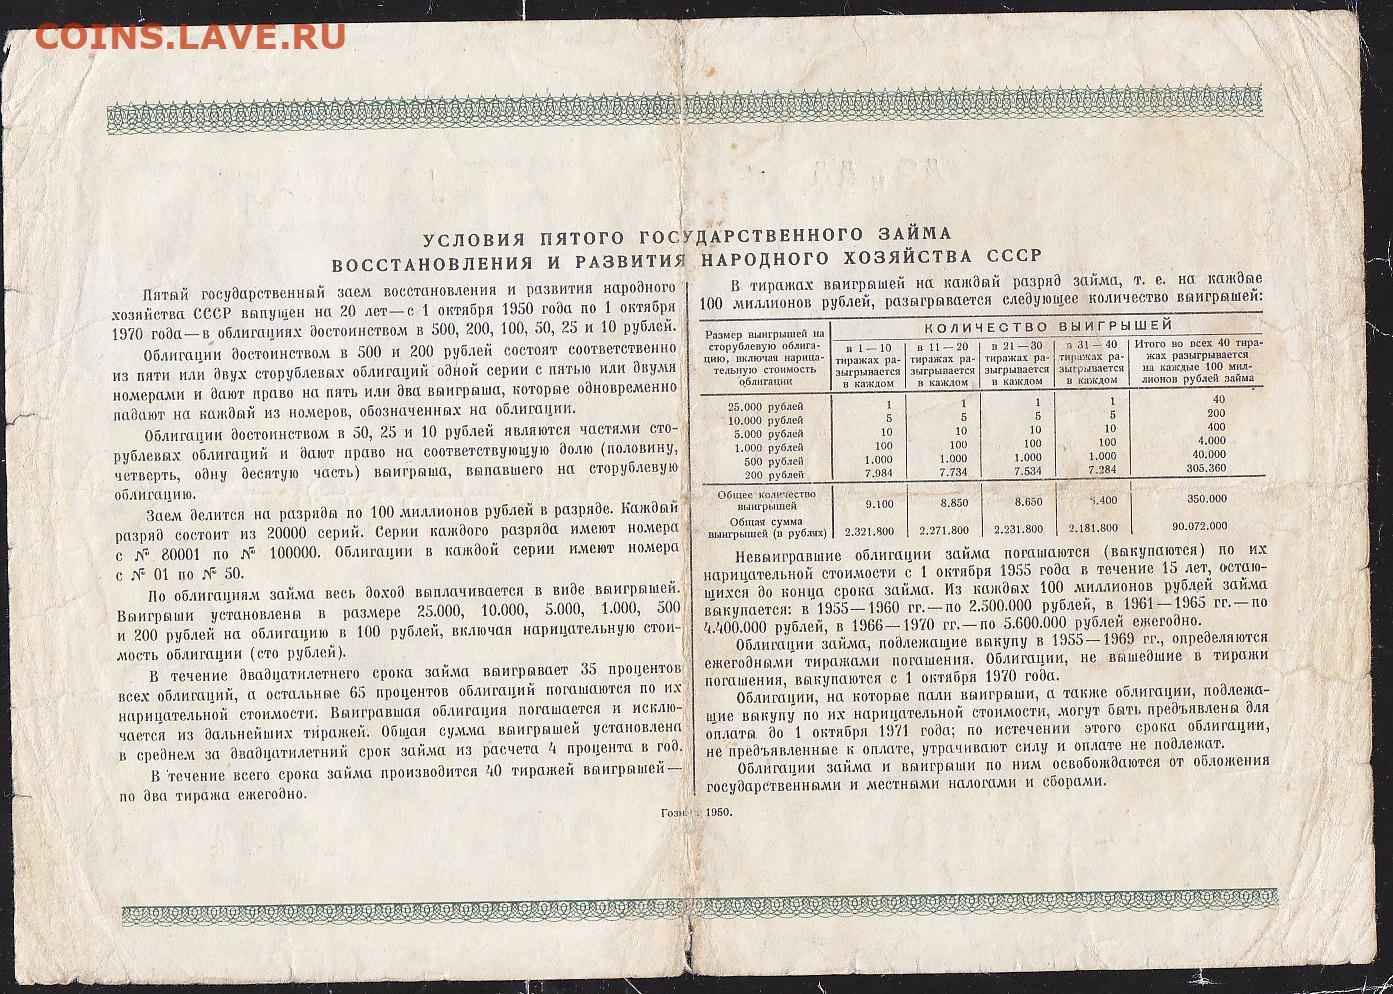 COINS.LAVE.RU
УСЛОВИЯ ПЯТОГО ГОСУДАРСТВЕННОГО ЗАЙМА
ВОССТАНОВЛЕНИЯ И РАЗВИТИЯ НАРОДНОГО ХОЗЯЙСТВА СССР
Пятый государственный заем восстановления и развития народного
хозяйства СССР выпущен на 20 лет—с 1 октября 1950 года по 1 октября
1970 года—в облигациях достоинством в 500, 200, 100, 50, 25 и 10 рублей.
Облигации достоинством в 500 и 200 рублей состоят соответственно
из пяти или двух сторублевых облигаций одной серии с пятью или двумя
номерами и дают право на пять или два выигрыша, которые одновременно
падают на каждый из номеров, обозначенных на облигации.
Облигации достоинством в 50, 25 и 10 рублей являются частями сто-
рублевых облигаций и дают право на соответствующую долю (половину,
четверть, одну десятую часть) выигрыша, выпавшего на сторублевую
облигацию.
Заем делится на разряды по 100 миллионов рублей в разряде. Каждый
разряд состоит из 20000 серий. Серии каждого разряда имеют номера
с № 80001 по № 100000. Облигации в каждой серии имеют номера
с № 01 по № 50.
По облигациям займа весь доход выплачивается в виде выигрышей.
Выигрыши установлены в размере 25.000, 10.000, 5.000, 1.000, 500
и 200 рублей на облигацию в 100 рублей, включая нарицательную стои-
мость облигации (сто рублей).
В течение двадцатилетнего срока займа выигрывает 35 процентов
всех облигаций, а остальные 65 процентов облигаций погашаются по их
нарицательной стоимости. Выигравшая облигация погашается и исклю-
чается из дальнейших тиражей. Общая сумма выигрышей установлена
в среднем за двадцатилетний срок займа из расчета 4 процента в год.
В течение всего срока займа производится 40 тиражей выигрышей—
по два тиража ежегодно.
В тиражах выигрышей на каждый разряд займа, т. е. на каждые
100 миллионов рублей, разыгрывается следующее количество выигрышей:
Размер выигрышей на
сторублевую облига-
цию, включая нарица-
тельную стоимость
облигации
КОЛИЧЕСТВО ВЫИГРЫШЕЙ
в 1—10
тиражах ра-
зыгрывается
в каждом
в 11—20
тиражах ра-
зыгрывается
в каждом
в 21—30
тиражах ра-
зыгрывается
в каждом
в 31—40
тиражах ра-
зыгрывается
в каждом
Итого во всех 40 тира-
жах разыгрывается
на каждые 100 мил-
лионов рублей займа
25.000 рублей 1 1 1 1 40
10.000 рублей 5 5 5 5 200
5.000 рублей 10 10 10 10 400
1.000 рублей 100 100 100 100 4.000
500 рублей 1.000 1.000 1.000 1.000 40.000
200 рублей 7.984 7.734 7.534 7.284 305.360
Общее количество
выигрышей 9.100 8.850 8.650 8.400 350.000
Общая сумма
выигрышей (в рублях) 2.321.800 2.271.800 2.231.800 2.181.800 90.072.000
Невыигравшие облигации займа погашаются (выкупаются) по их
нарицательной стоимости с 1 октября 1955 года в течение 15 лет, остаю-
щихся до конца срока займа. Из каждых 100 миллионов рублей займа
выкупается: в 1955—1960 гг.—по 2.500.000 рублей, в 1961—1965 гг.—по
4.400.000 рублей, в 1966—1970 гг.—по 5.600.000 рублей ежегодно.
Облигации займа, подлежащие выкупу в 1955—1969 гг., определяются
ежегодными тиражами погашения. Облигации, не вышедшие в тиражи
погашения, выкупаются с 1 октября 1970 года.
Облигации, на которые пали выигрыши, а также облигации, подлежа-
щие выкупу по их нарицательной стоимости, могут быть предъявлены для
оплаты до 1 октября 1971 года; по истечении этого срока облигации,
не предъявленные к оплате, утрачивают силу и оплате не подлежат.
Облигации займа и выигрыши по ним освобождаются от обложения
государственными и местными налогами и сборами.
Гознак. 1950.